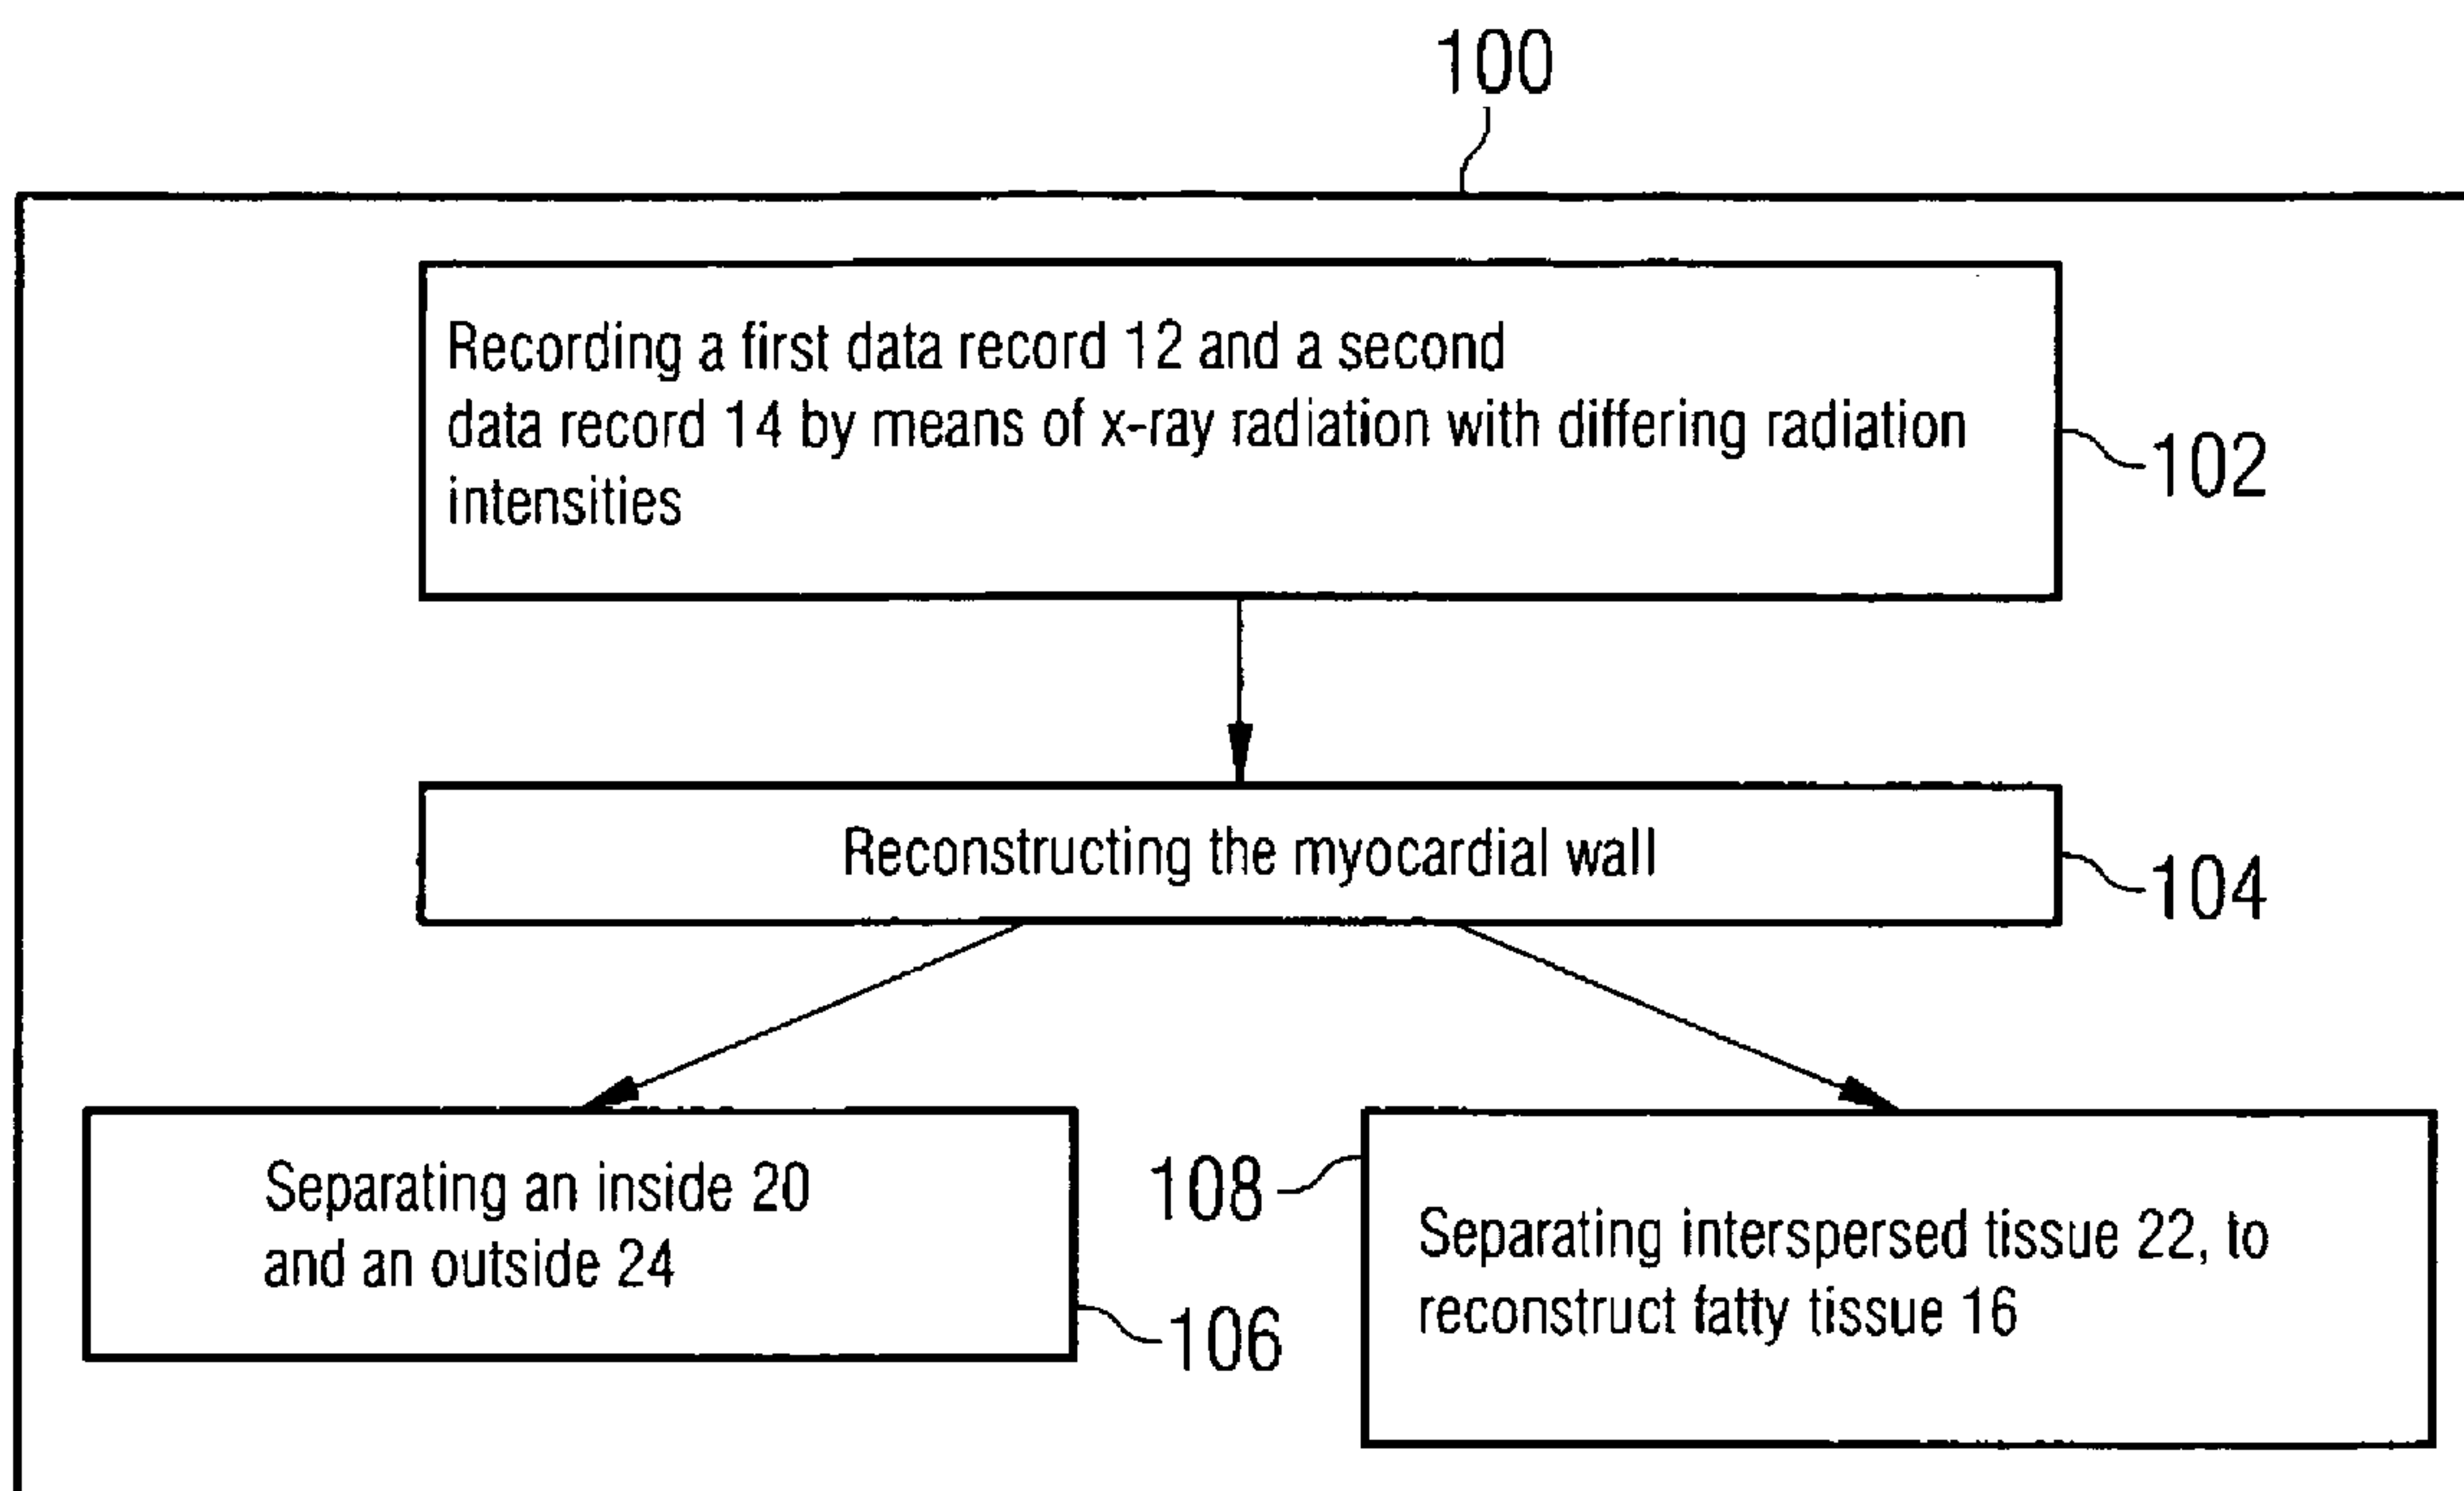 100
Recording a first data record 12 and a second
data record 14 by means of x-ray radiation with differing radiation
intensities
102
Reconstructing the myocardial wall
104
Separating an inside 20
and an outside 24
106
108
Separating interspersed tissue 22, to
reconstruct fatty tissue 16